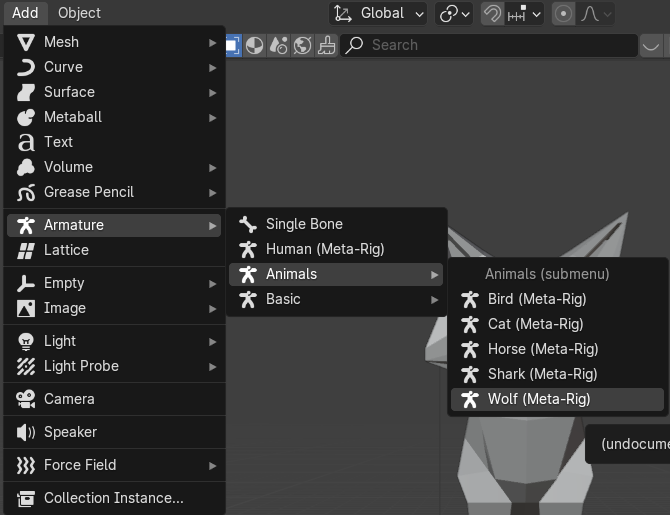 Add Object
Global
Search
Mesh
Curve
Surface
Metaball
Text
Volume
Grease Pencil
Armature
Lattice
Empty
Image
Light
Light Probe
Camera
Speaker
Force Field
Collection Instance...
Single Bone
Human (Meta-Rig)
Animals
Basic
Animals (submenu)
Bird (Meta-Rig)
Cat (Meta-Rig)
Horse (Meta-Rig)
Shark (Meta-Rig)
Wolf (Meta-Rig)
(undocume